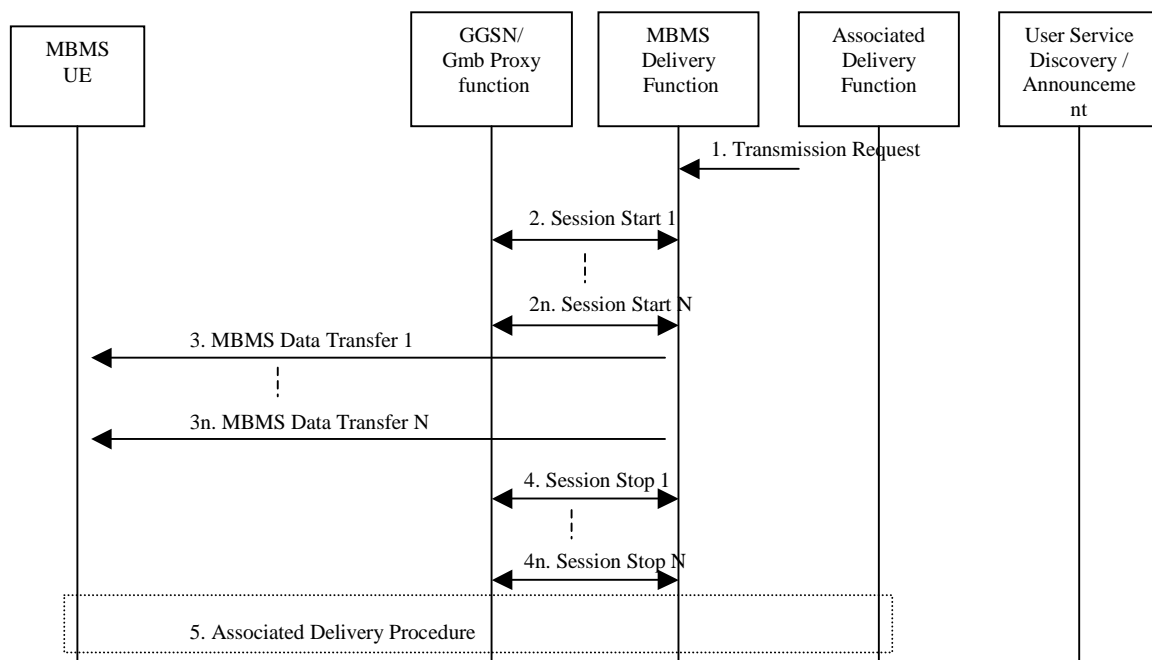 MBMS
UE
GGSN/
Gmb Proxy
function
MBMS
Delivery
Function
Associated
Delivery
Function
User Service
Discovery /
Announceme
nt
1. Transmission Request
2. Session Start 1
2n. Session Start N
3. MBMS Data Transfer 1
3n. MBMS Data Transfer N
4. Session Stop 1
4n. Session Stop N
5. Associated Delivery Procedure